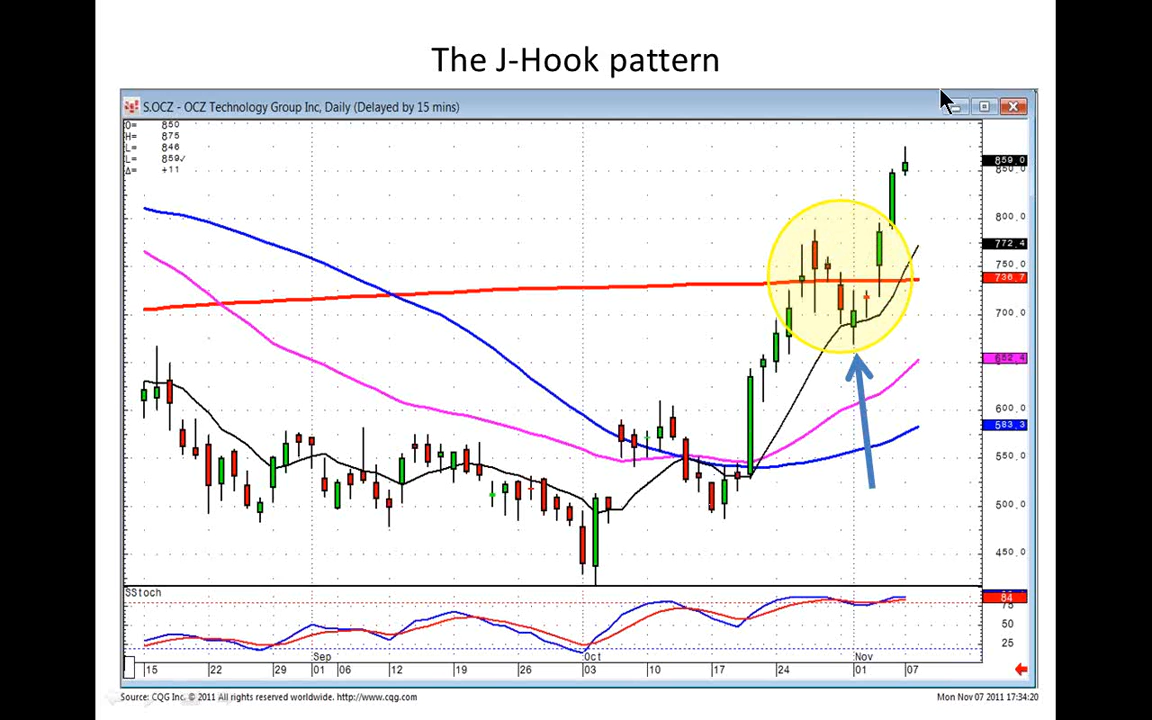 The J-Hook pattern
S.OCZ - OCZ Technology Group Inc, Daily (Delayed by 15 mins)
O= 850
H= 875
L= 846
L= 859✓
Δ= +11
859.0
850.0
800.0
772.4
750.0
736.7
700.0
652.4
600.0
583.3
550.0
500.0
450.0
SStoch
84
75
50
25
Sep Oct Nov
15 22 29 01 06 12 19 26 03 10 17 24 01 07
Source: CQG Inc. © 2011 All rights reserved worldwide. http://www.cqg.com
Mon Nov 07 2011 17:34:20